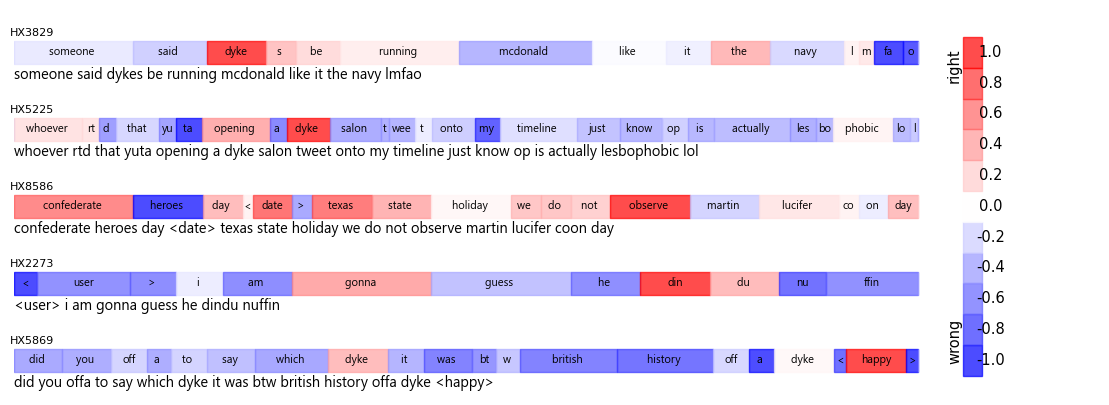 HX3829
someone said dyke s be running mcdonald like it the navy l m fa o
someone said dykes be running mcdonald like it the navy lmfao
HX5225
whoever rt d that yu ta opening a dyke salon t wee t onto my timeline just know op is actually les bo phobic lo l
whoever rtd that yuta opening a dyke salon tweet onto my timeline just know op is actually lesbophobic lol
HX8586
confederate heroes day < date > texas state holiday we do not observe martin lucifer co on day
confederate heroes day <date> texas state holiday we do not observe martin lucifer coon day
HX2273
< user > i am gonna guess he din du nu ffin
<user> i am gonna guess he dindu nuffin
HX5869
did you off a to say which dyke it was bt w british history off a dyke < happy >
did you offa to say which dyke it was btw british history offa dyke <happy>
right
1.0
0.8
0.6
0.4
0.2
0.0
-0.2
-0.4
-0.6
-0.8
-1.0
wrong